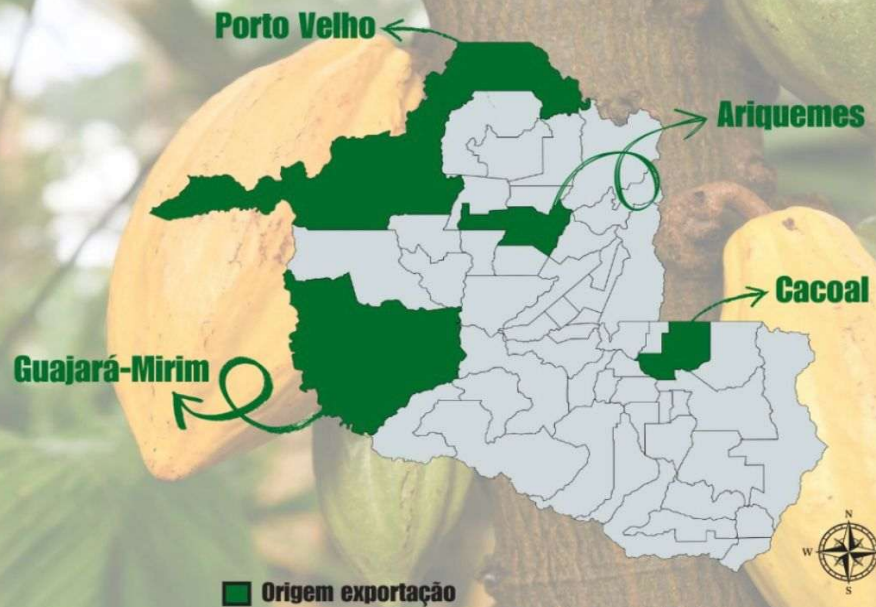 Porto Velho
Ariquemes
Cacoal
Guajará-Mirim
N
W
S
Origem exportação